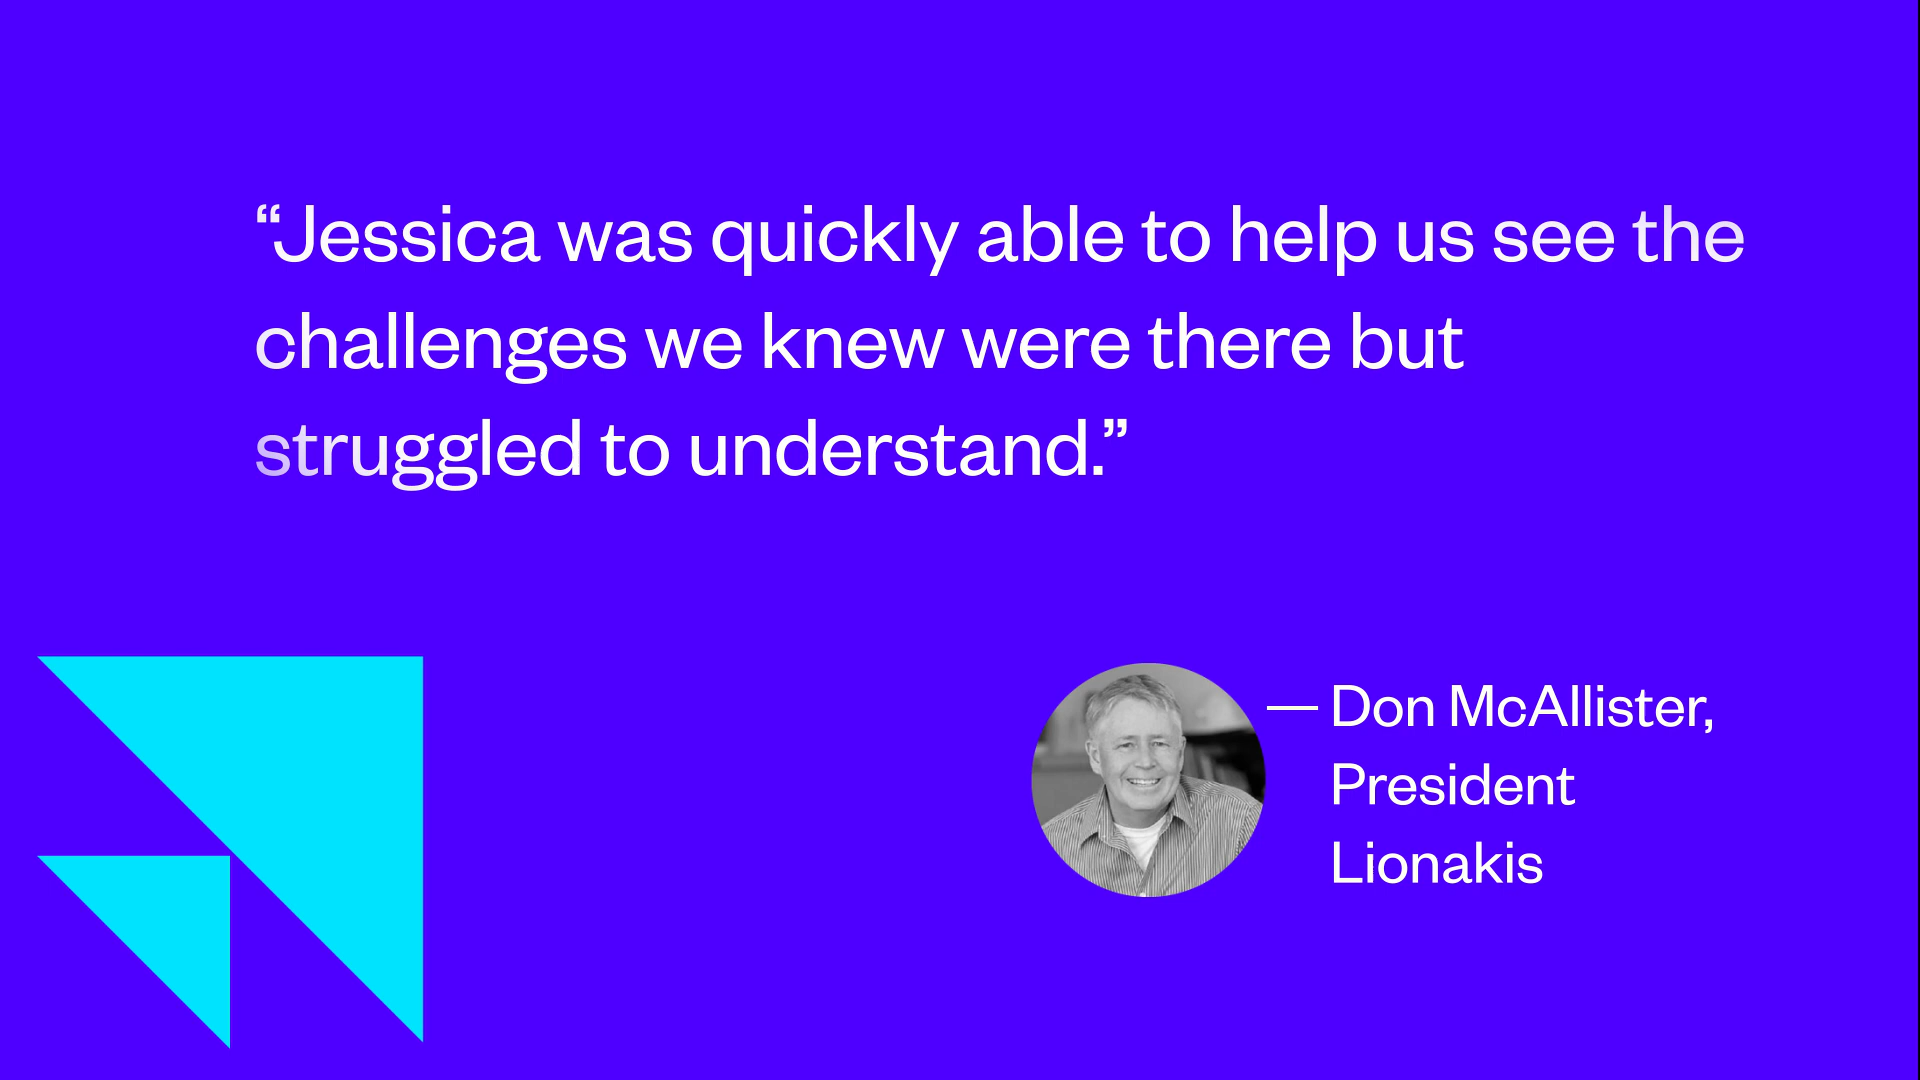 “Jessica was quickly able to help us see the
challenges we knew were there but
struggled to understand.”
— Don McAllister,
President
Lionakis